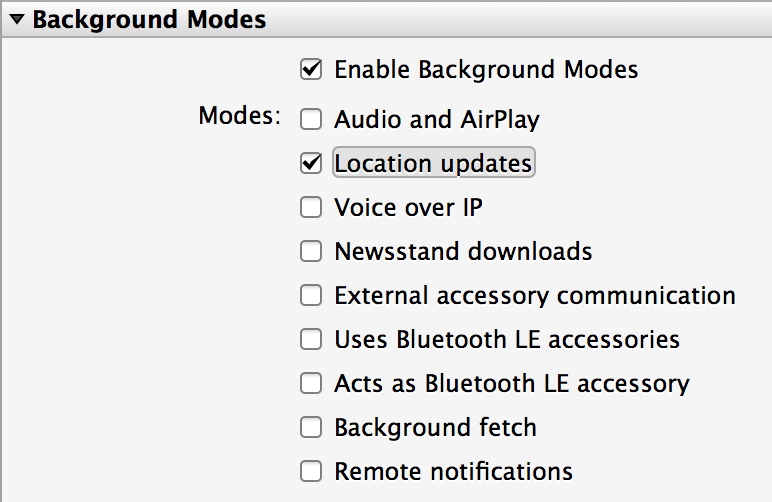 Background Modes
Enable Background Modes
Modes: Audio and AirPlay
Location updates
Voice over IP
Newsstand downloads
External accessory communication
Uses Bluetooth LE accessories
Acts as Bluetooth LE accessory
Background fetch
Remote notifications